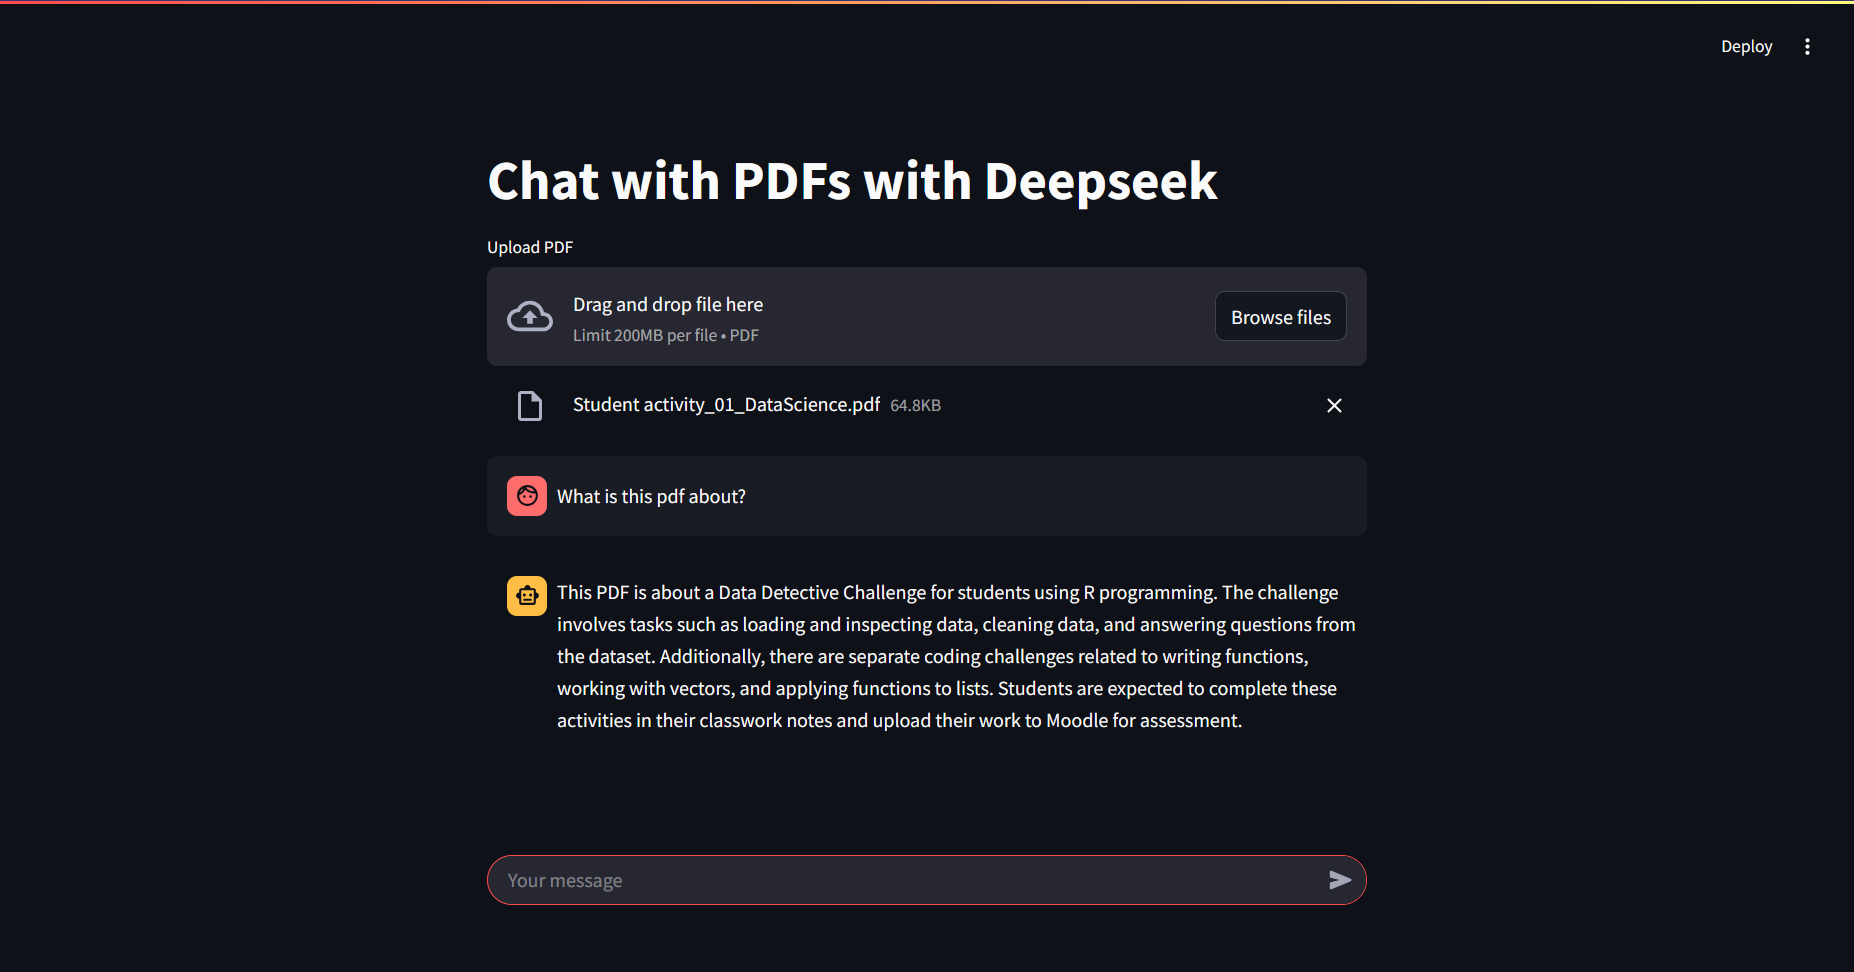 Deploy
Chat with PDFs with Deepseek
Upload PDF
Drag and drop file here
Limit 200MB per file • PDF
Browse files
Student activity_01_DataScience.pdf 64.8KB
What is this pdf about?
This PDF is about a Data Detective Challenge for students using R programming. The challenge
involves tasks such as loading and inspecting data, cleaning data, and answering questions from
the dataset. Additionally, there are separate coding challenges related to writing functions,
working with vectors, and applying functions to lists. Students are expected to complete these
activities in their classwork notes and upload their work to Moodle for assessment.
Your message